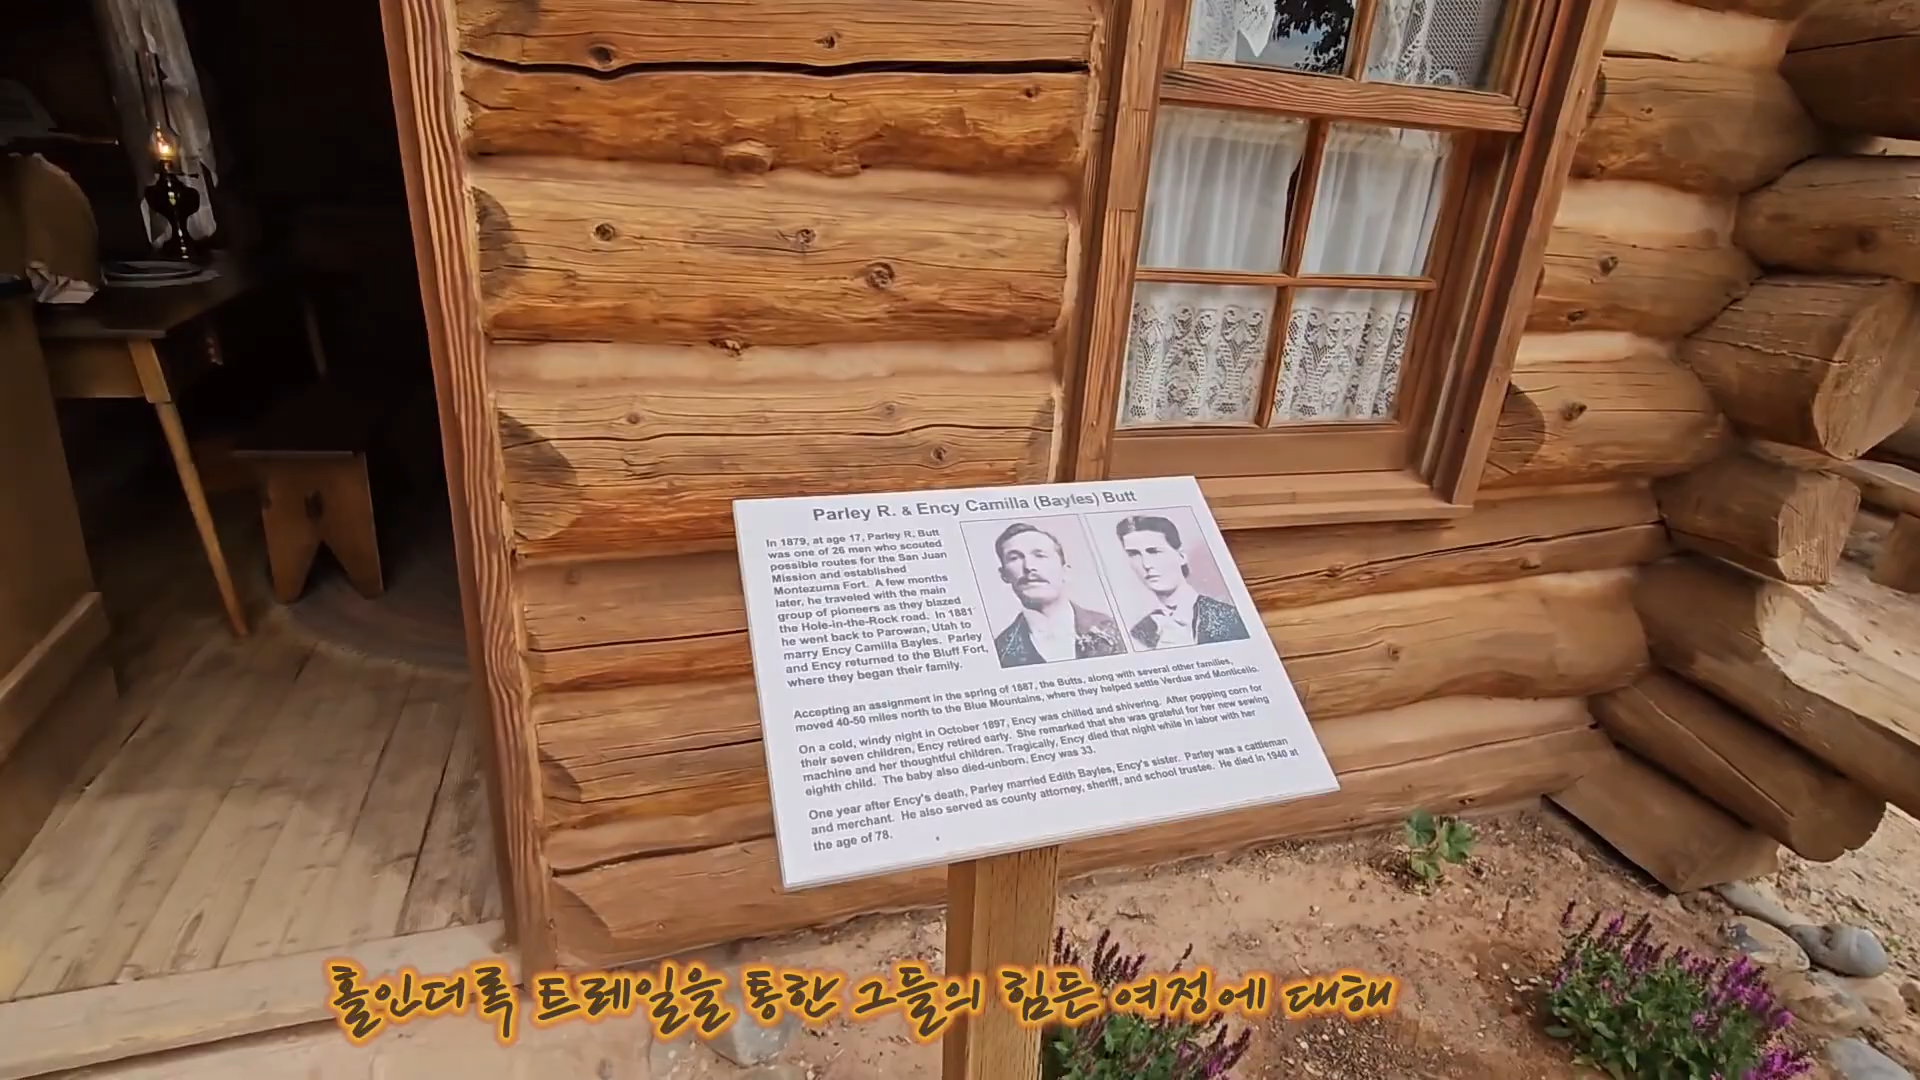 Parley R. & Ency Camilla (Bayles) Butt
In 1879, at age 17, Parley R. Butt
was one of 26 men who scouted
possible routes for the San Juan
Mission and established
Montezuma Fort. A few months
later, he traveled with the main
group of pioneers as they blazed
the Hole-in-the-Rock road. In 1881
he went back to Parowan, Utah to
marry Ency Camilla Bayles. Parley
and Ency returned to the Bluff Fort,
where they began their family.
Accepting an assignment in the spring of 1887, the Butts, along with several other families,
moved 40-50 miles north to the Blue Mountains, where they helped settle Verdue and Monticello.
On a cold, windy night in October 1897, Ency was chilled and shivering. After popping corn for
their seven children, Ency retired early. She remarked that she was grateful for her new sewing
machine and her thoughtful children. Tragically, Ency died that night while in labor with her
eighth child. The baby also died-unborn. Ency was 33.
One year after Ency's death, Parley married Edith Bayles, Ency's sister. Parley was a cattleman
and merchant. He also served as county attorney, sheriff, and school trustee. He died in 1940 at
the age of 78.
홀인더록 트레일을 통한 그들의 힘든 여정에 대해